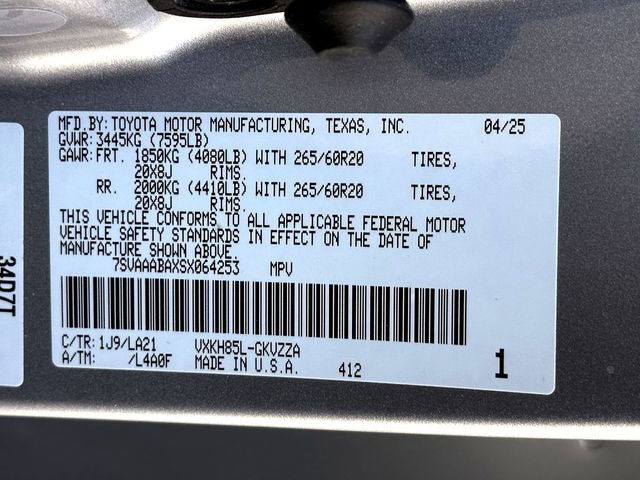 MFD.BY: TOYOTA MOTOR MANUFACTURING, TEXAS, INC. 04/25
GVWR: 3445KG (7595LB)
GAWR: FRT. 1850KG (4080LB) WITH 265/60R20 TIRES,
20X8J RIMS.
RR. 2000KG (4410LB) WITH 265/60R20 TIRES,
20X8J RIMS.
THIS VEHICLE CONFORMS TO ALL APPLICABLE FEDERAL MOTOR
VEHICLE SAFETY STANDARDS IN EFFECT ON THE DATE OF
MANUFACTURE SHOWN ABOVE.
7SVAAABAXSX064253 MPV
C/TR: 1J9/LA21 VXKH85L-GKVZZA
A/TM: /L4A0F MADE IN U.S.A. 412
1
34D7T